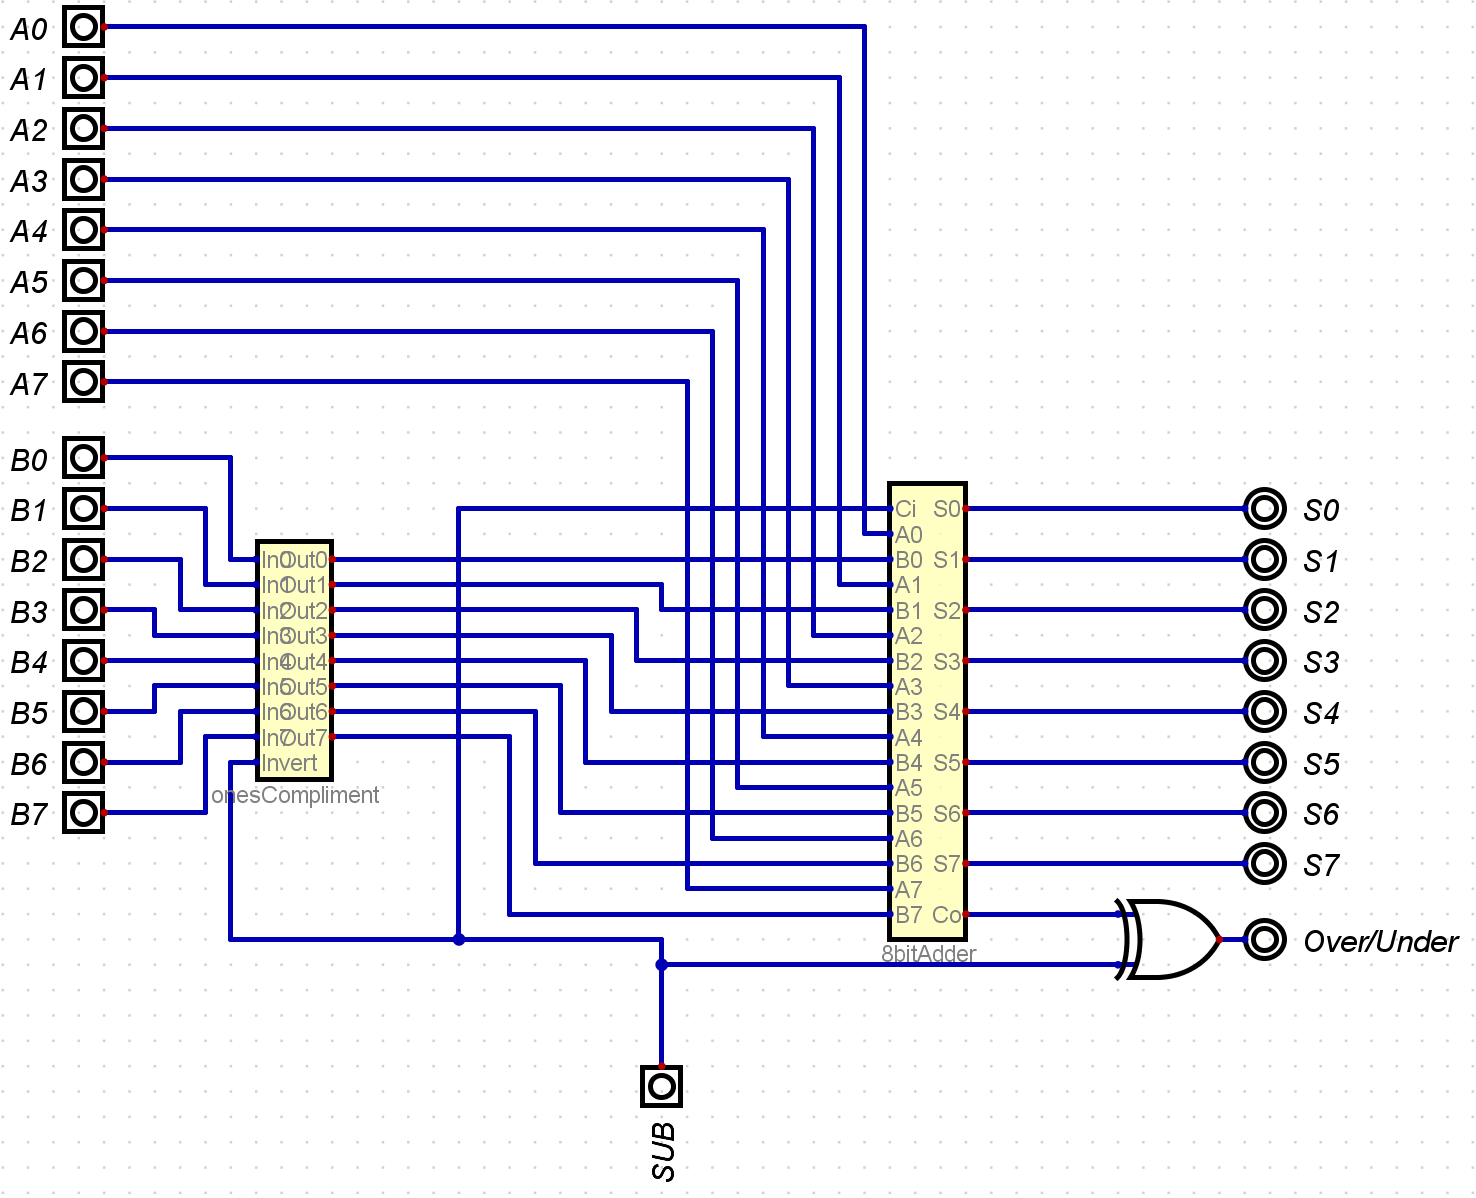 A0
A1
A2
A3
A4
A5
A6
A7
B0
B1
B2
B3
B4
B5
B6
B7
In0 Out0
In1 Out1
In2 Out2
In3 Out3
In4 Out4
In5 Out5
In6 Out6
In7 Out7
Invert
onesCompliment
Ci S0
A0
B0 S1
A1
B1 S2
A2
B2 S3
A3
B3 S4
A4
B4 S5
A5
B5 S6
A6
B6 S7
A7
B7 Co
8bitAdder
S0
S1
S2
S3
S4
S5
S6
S7
Over/Under
SUB